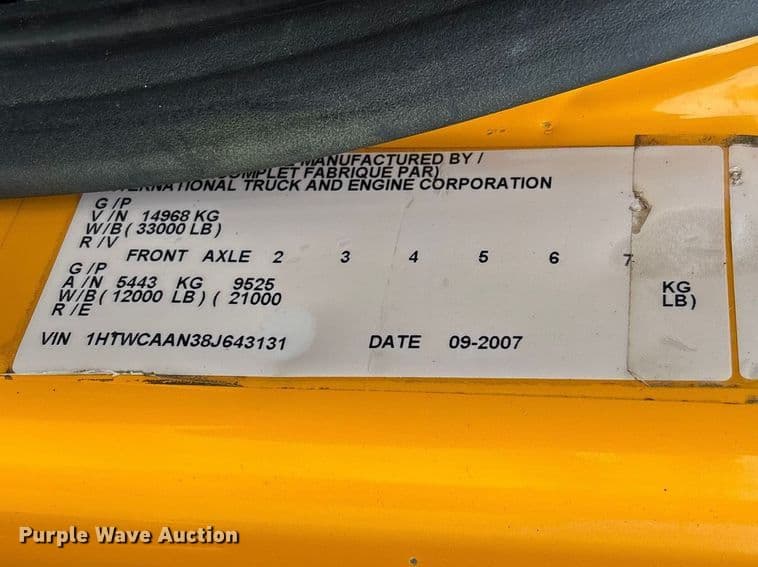 MANUFACTURED BY /
COMPLET FABRIQUE PAR)
INTERNATIONAL TRUCK AND ENGINE CORPORATION
G /P
V /N 14968 KG
W/B ( 33000 LB )
R /V
FRONT AXLE 2 3 4 5 6 7
G /P
A /N 5443 KG 9525 KG
W/B ( 12000 LB ) ( 21000 LB )
R /E
VIN 1HTWCAAN38J643131 DATE 09-2007
Purple Wave Auction